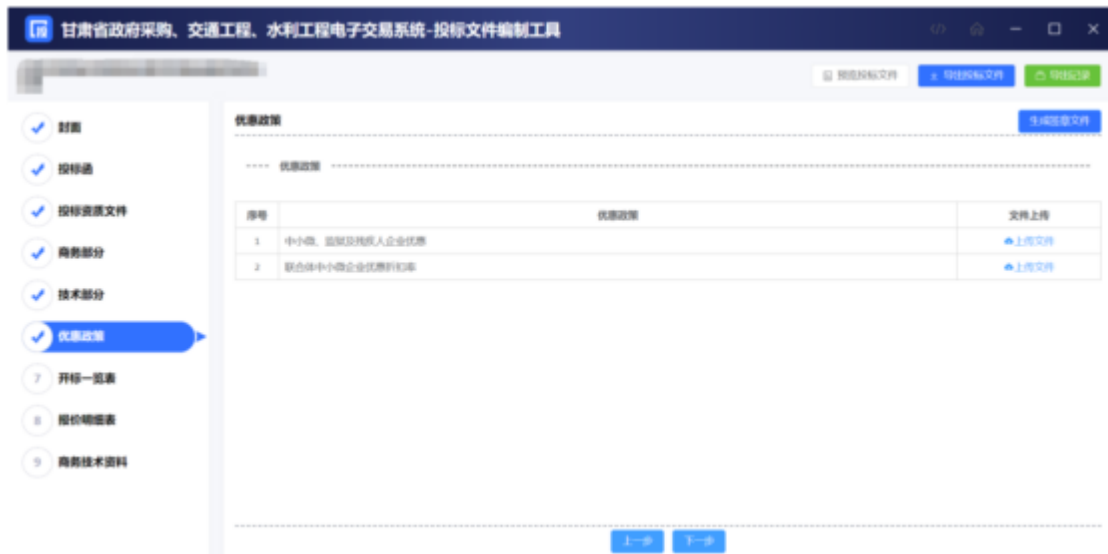 投 甘肃省政府采购、交通工程、水利工程电子交易系统-投标文件编制工具
预览投标文件 导出投标文件 导出记录
封面
投标函
投标资质文件
商务部分
技术部分
优惠政策
7 开标一览表
8 报价明细表
9 商务技术资料
优惠政策 生成签章文件
优惠政策
序号 优惠政策 文件上传
1 中小微、监狱及残疾人企业优惠 上传文件
2 联合体中小微企业优惠折扣率 上传文件
上一步 下一步